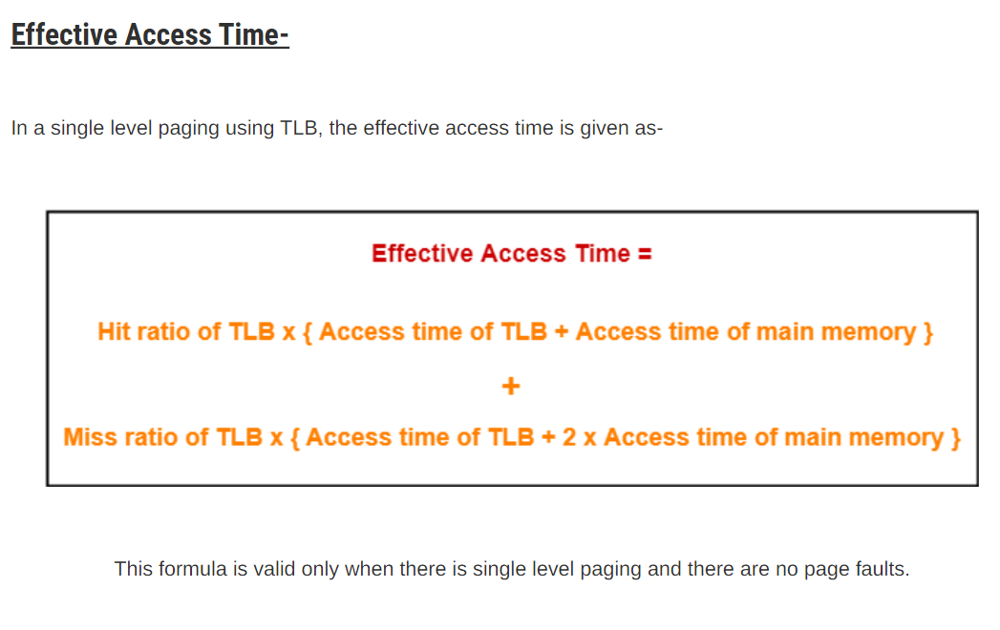 Effective Access Time-
In a single level paging using TLB, the effective access time is given as-
Effective Access Time =
Hit ratio of TLB x { Access time of TLB + Access time of main memory }
+
Miss ratio of TLB x { Access time of TLB + 2 x Access time of main memory }
This formula is valid only when there is single level paging and there are no page faults.